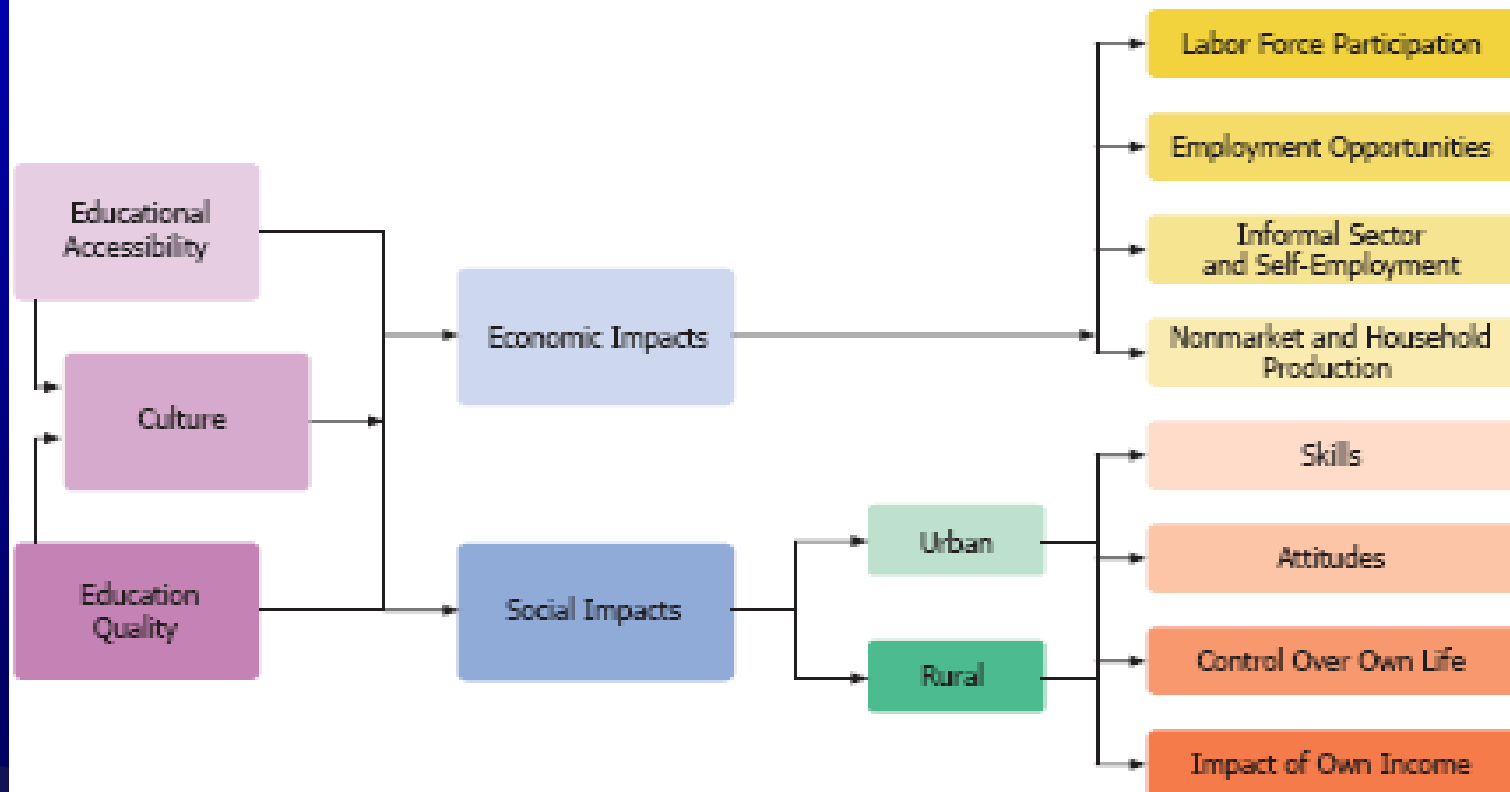 Educational
Accessibility
Culture
Education
Quality
Economic Impacts
Social Impacts
Urban
Rural
Labor Force Participation
Employment Opportunities
Informal Sector
and Self-Employment
Nonmarket and Household
Production
Skills
Attitudes
Control Over Own Life
Impact of Own Income